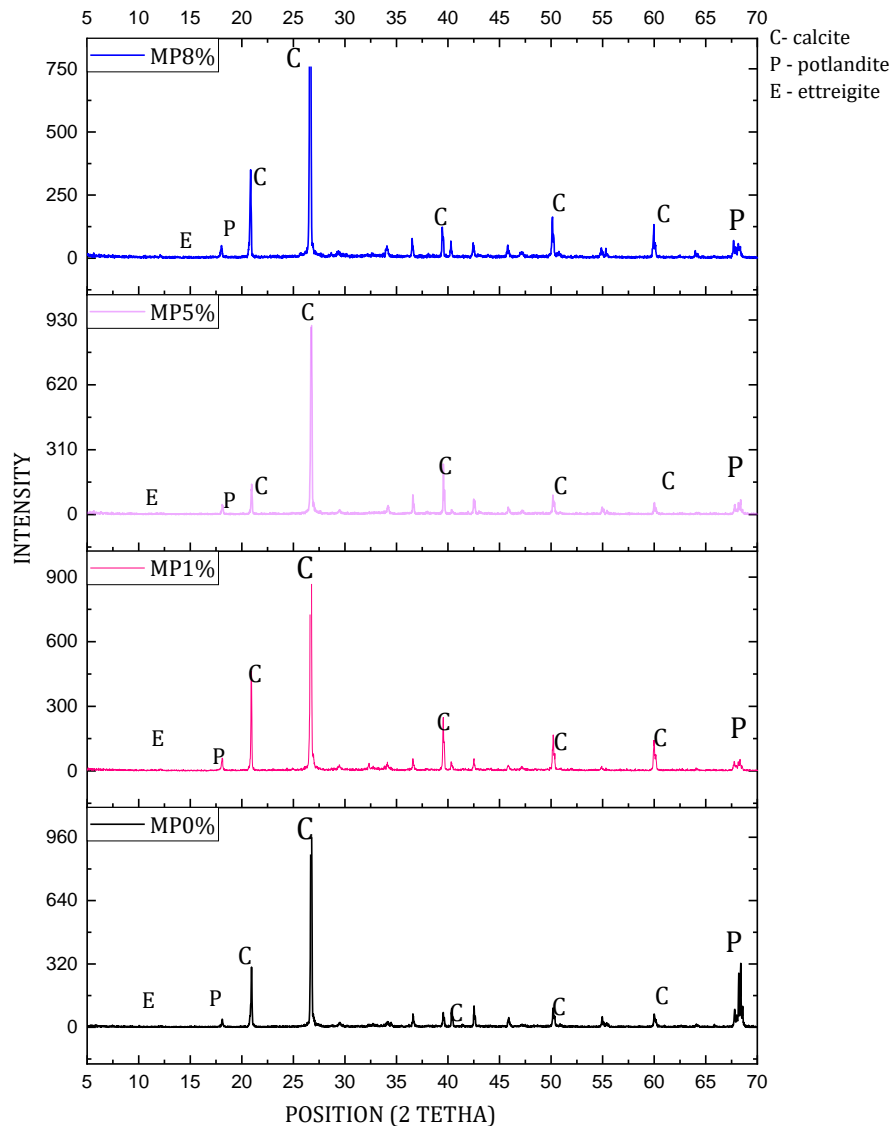 5 10 15 20 25 30 35 40 45 50 55 60 65 70
C- calcite
P - potlandite
E - ettreigite
MP8%
750
500
250
0
C
C
E
P
C
C
C
P
MP5%
930
620
310
0
C
E
P
C
C
C
C
P
MP1%
900
600
300
0
C
E
P
C
C
C
C
P
MP0%
960
640
320
0
C
E
P
C
C
C
C
P
INTENSITY
5 10 15 20 25 30 35 40 45 50 55 60 65 70
POSITION (2 TETHA)